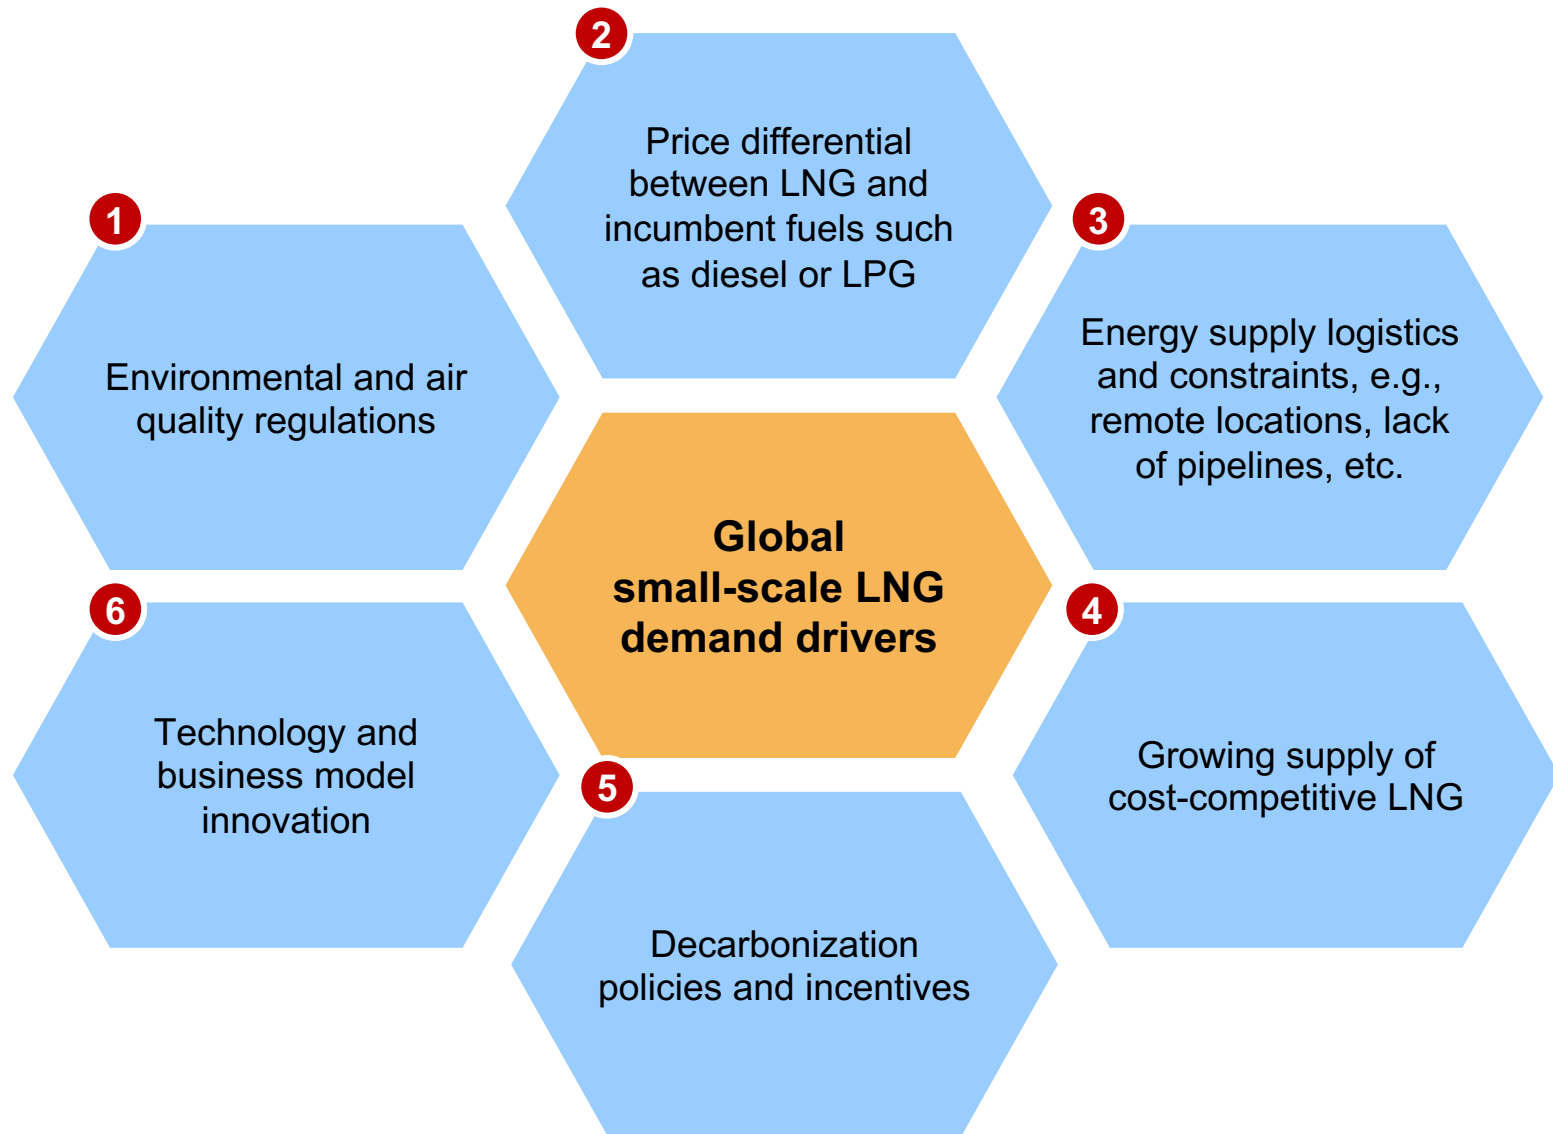 1
Environmental and air
quality regulations
2
Price differential
between LNG and
incumbent fuels such
as diesel or LPG
3
Energy supply logistics
and constraints, e.g.,
remote locations, lack
of pipelines, etc.
Global
small-scale LNG
demand drivers
4
Growing supply of
cost-competitive LNG
5
Decarbonization
policies and incentives
6
Technology and
business model
innovation